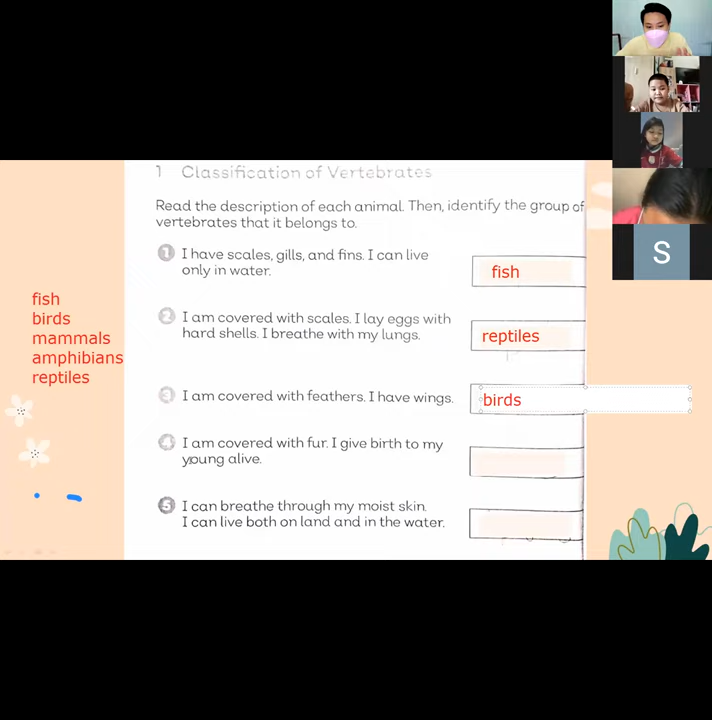 S
1 Classification of Vertebrates
Read the description of each animal. Then, identify the group of
vertebrates that it belongs to.
fish
birds
mammals
amphibians
reptiles
1 I have scales, gills, and fins. I can live
only in water.
fish
2 I am covered with scales. I lay eggs with
hard shells. I breathe with my lungs.
reptiles
3 I am covered with feathers. I have wings.
birds
4 I am covered with fur. I give birth to my
young alive.
5 I can breathe through my moist skin.
I can live both on land and in the water.